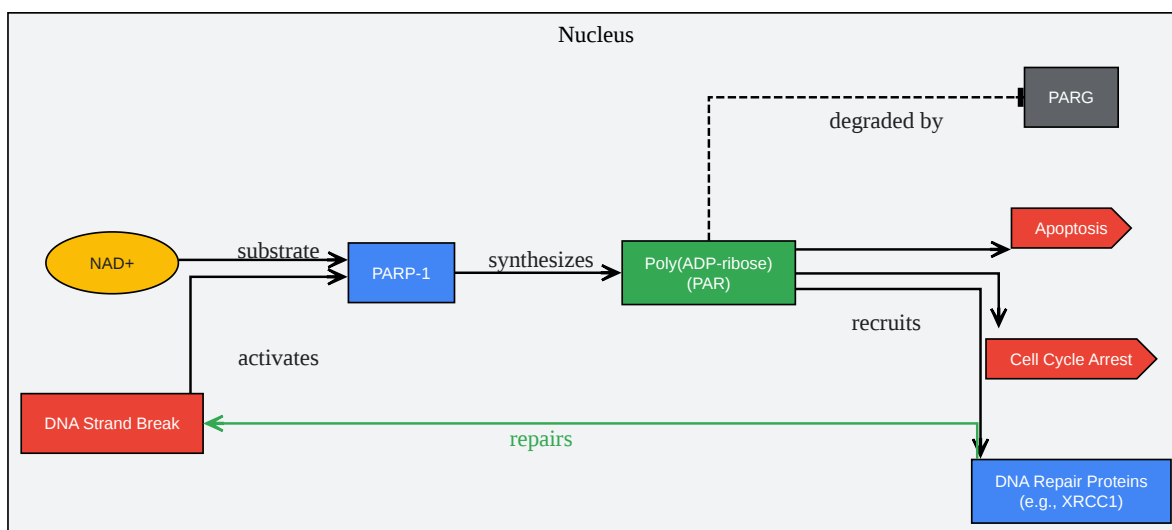 Nucleus
PARG
degraded by
Apoptosis
substrate
NAD+
PARP-1
synthesizes
Poly(ADP-ribose)
(PAR)
recruits
activates
Cell Cycle Arrest
DNA Strand Break
repairs
DNA Repair Proteins
(e.g., XRCC1)